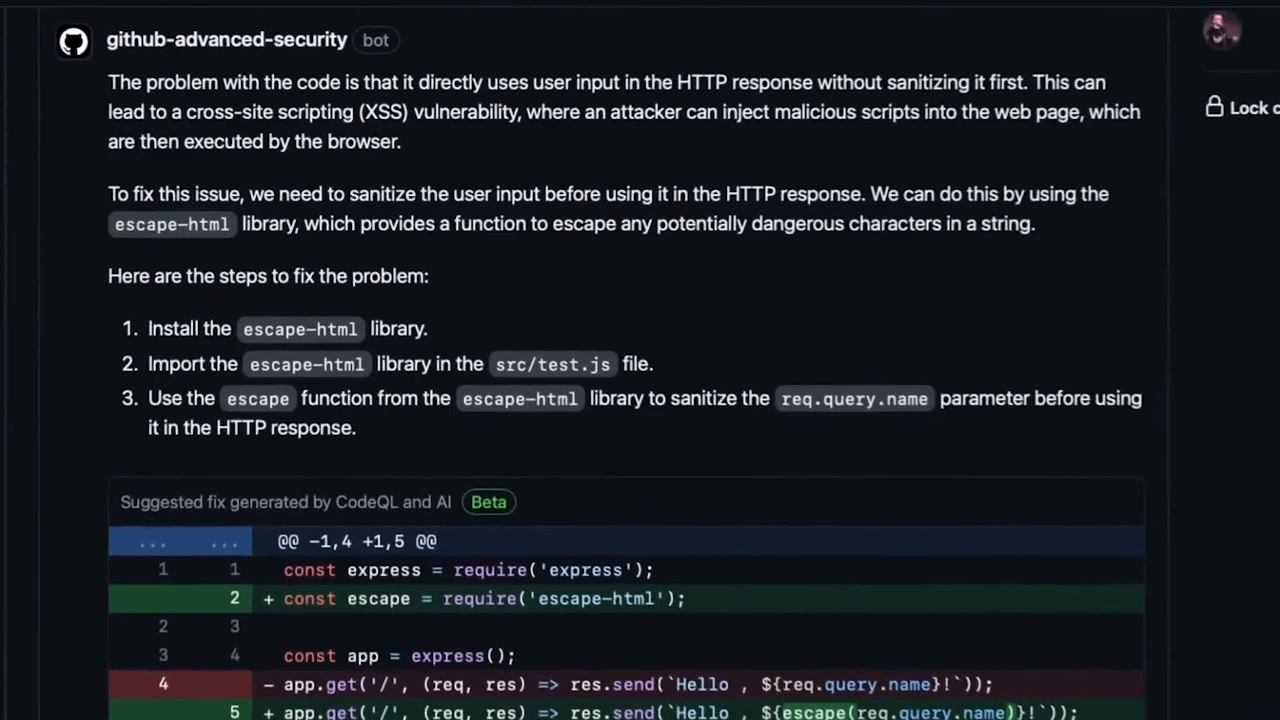 github-advanced-security bot
The problem with the code is that it directly uses user input in the HTTP response without sanitizing it first. This can
lead to a cross-site scripting (XSS) vulnerability, where an attacker can inject malicious scripts into the web page, which
are then executed by the browser.
Lock c
To fix this issue, we need to sanitize the user input before using it in the HTTP response. We can do this by using the
escape-html library, which provides a function to escape any potentially dangerous characters in a string.
Here are the steps to fix the problem:
1. Install the escape-html library.
2. Import the escape-html library in the src/test.js file.
3. Use the escape function from the escape-html library to sanitize the req.query.name parameter before using
it in the HTTP response.
Suggested fix generated by CodeQL and AI Beta
... ... @@ -1,4 +1,5 @@
1 1 const express = require('express');
2 + const escape = require('escape-html');
2 3
3 4 const app = express();
4 - app.get('/', (req, res) => res.send(`Hello , ${req.query.name}!`));
5 + app.get('/', (req, res) => res.send(`Hello , ${escape(req.query.name)}!`));